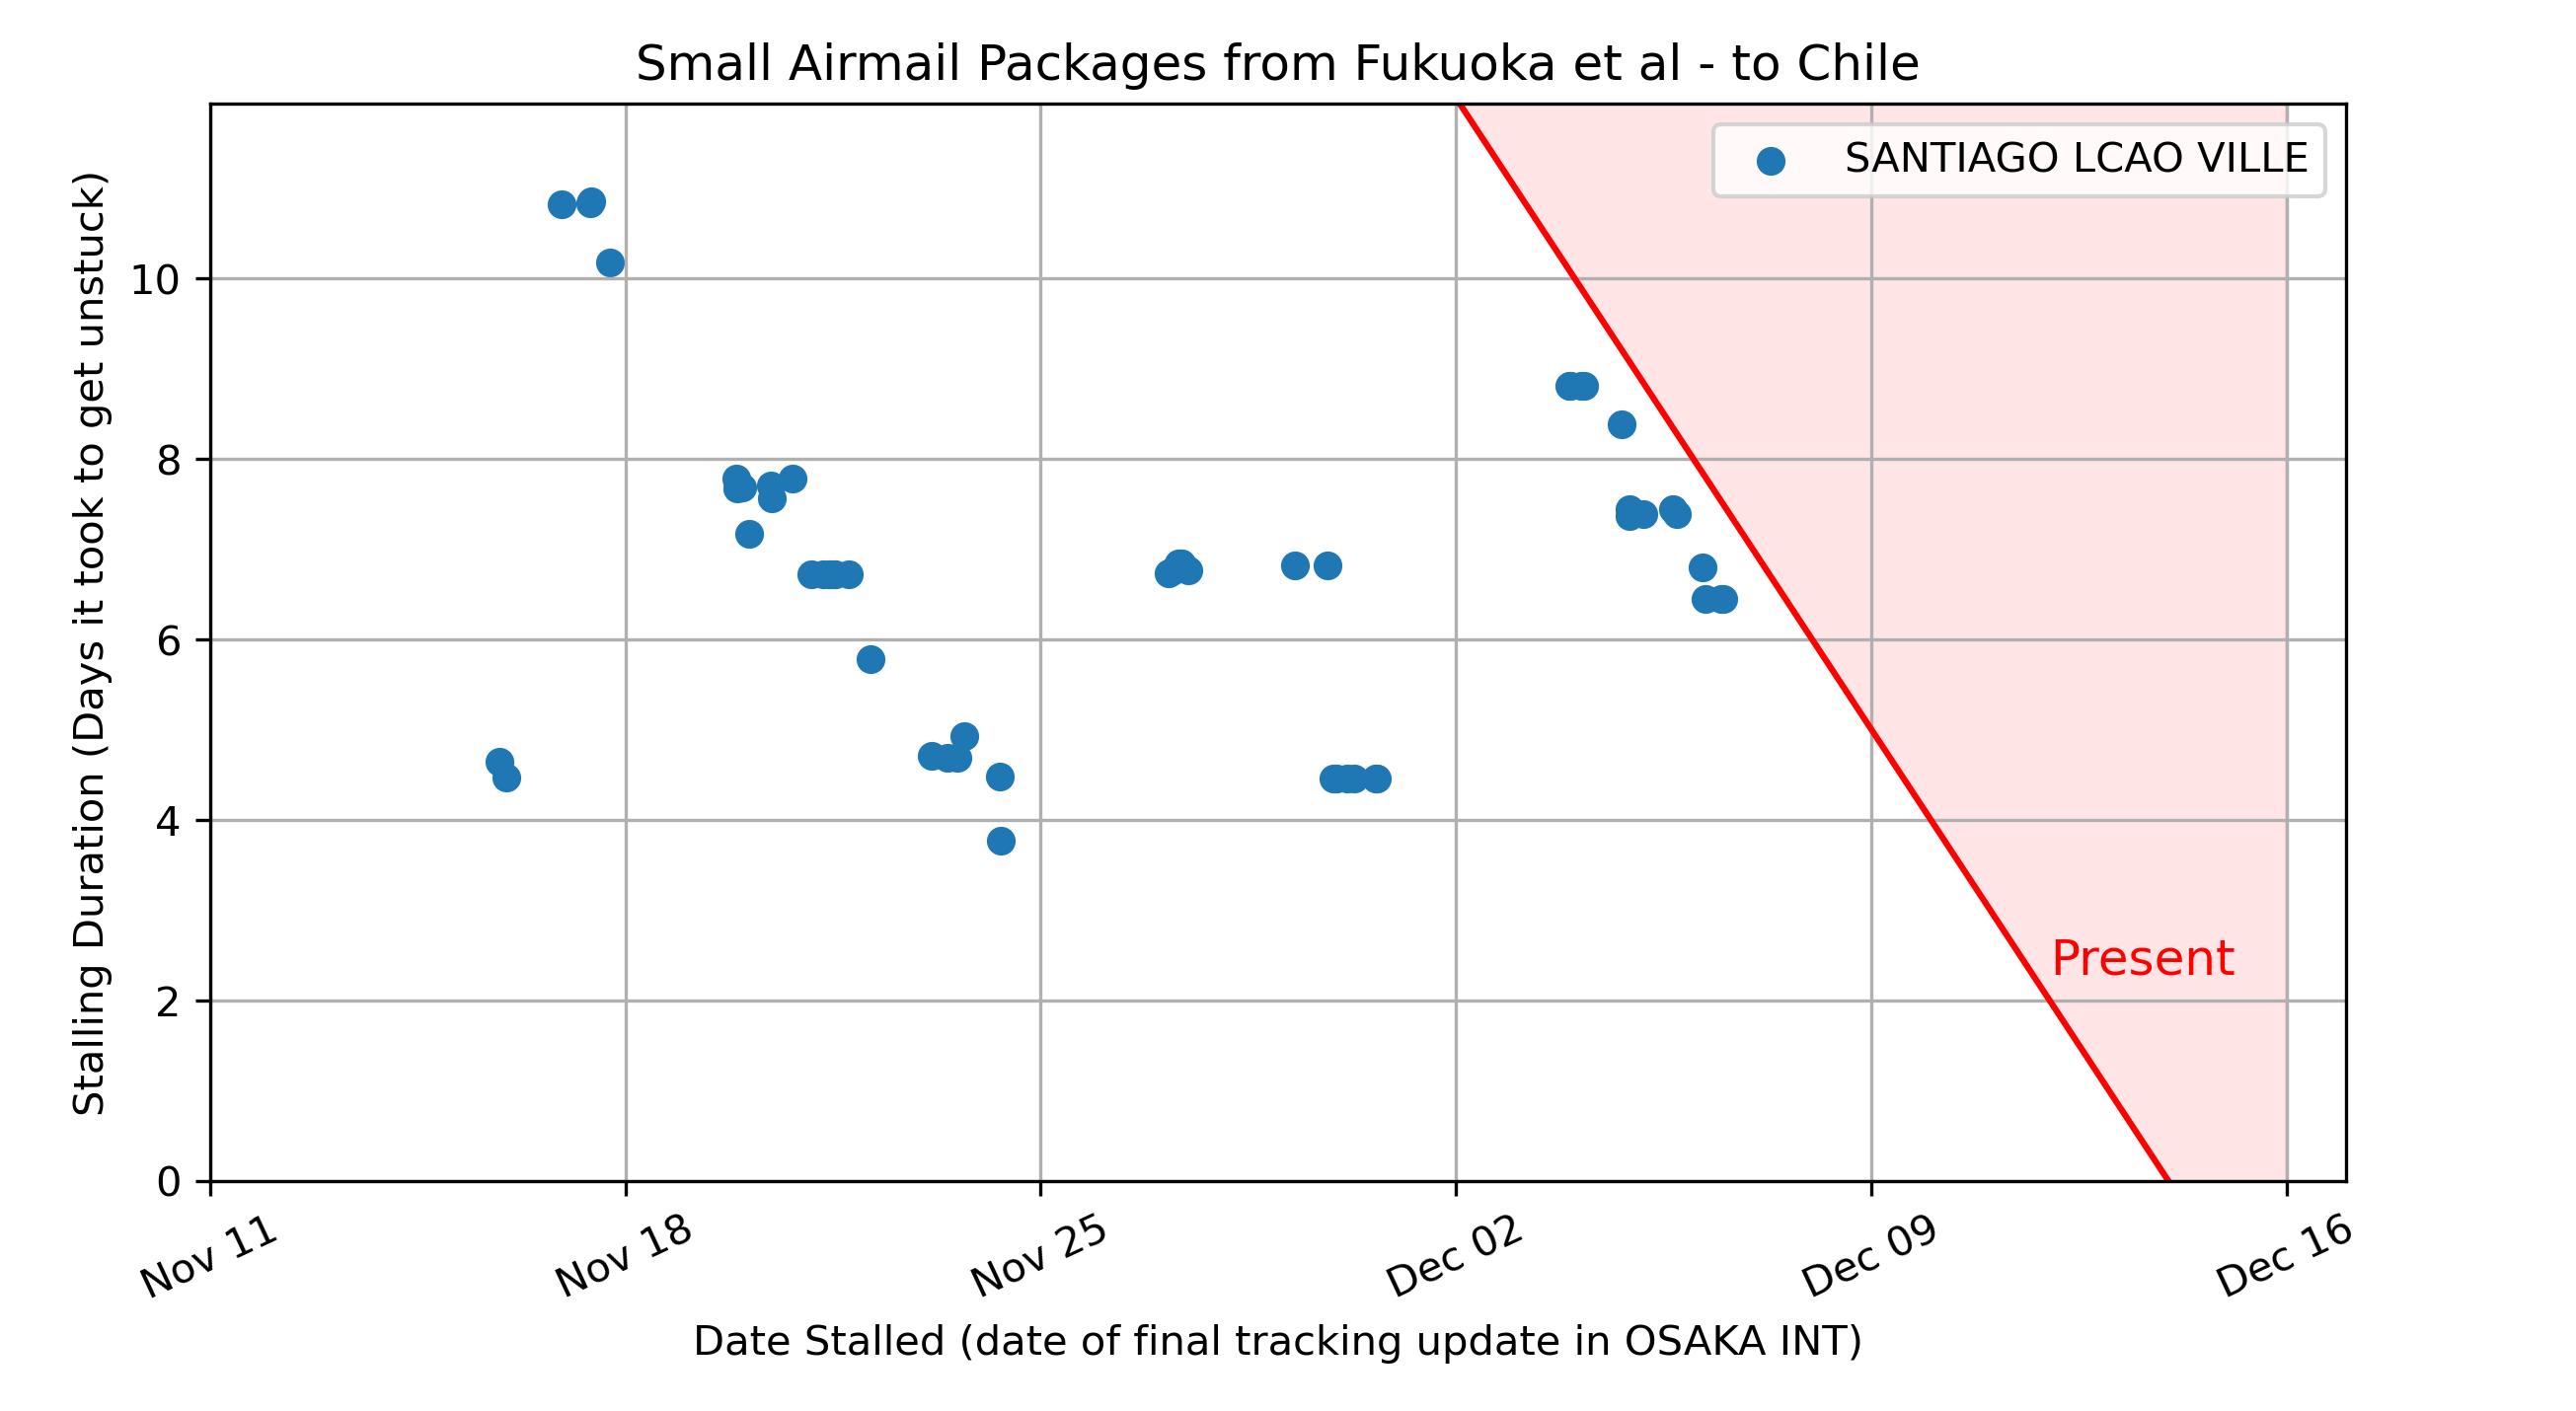 Small Airmail Packages from Fukuoka et al - to Chile
SANTIAGO LCAO VILLE
Stalling Duration (Days it took to get unstuck)
10
8
6
4
2
0
Present
Nov 11
Nov 18
Nov 25
Dec 02
Dec 09
Dec 16
Date Stalled (date of final tracking update in OSAKA INT)